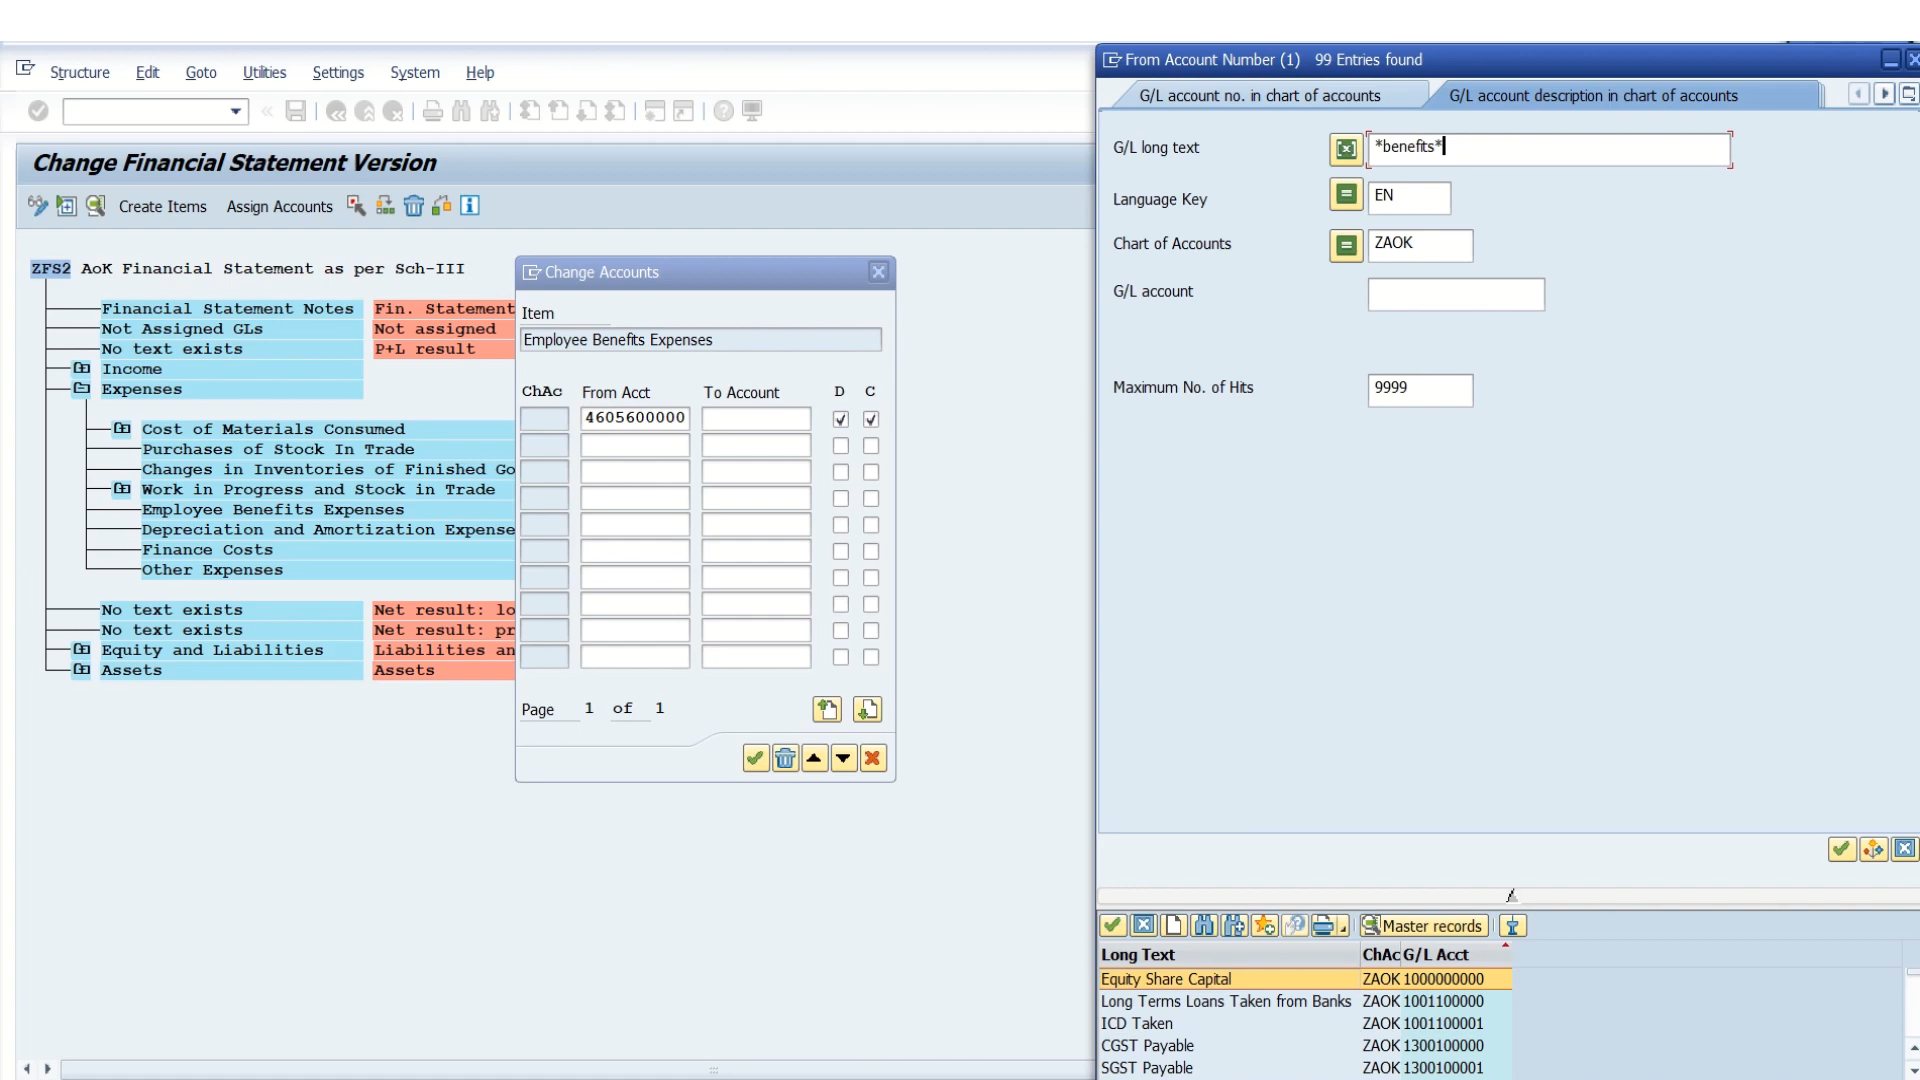 Structure Edit Goto Utilities Settings System Help
Change Financial Statement Version
Create Items Assign Accounts
ZFS2 AoK Financial Statement as per Sch-III
Financial Statement Notes Fin. Statement
Not Assigned GLs Not assigned
No text exists P+L result
Income
Expenses
Cost of Materials Consumed
Purchases of Stock In Trade
Changes in Inventories of Finished Go
Work in Progress and Stock in Trade
Employee Benefits Expenses
Depreciation and Amortization Expense
Finance Costs
Other Expenses
No text exists Net result: lo
No text exists Net result: pr
Equity and Liabilities Liabilities an
Assets Assets
Change Accounts
Item
Employee Benefits Expenses
ChAc From Acct To Account D C
4605600000
Page 1 of 1
From Account Number (1) 99 Entries found
G/L account no. in chart of accounts G/L account description in chart of accounts
G/L long text *benefits*
Language Key EN
Chart of Accounts ZAOK
G/L account
Maximum No. of Hits 9999
Master records
Long Text ChAc G/L Acct
Equity Share Capital ZAOK 1000000000
Long Terms Loans Taken from Banks ZAOK 1001100000
ICD Taken ZAOK 1001100001
CGST Payable ZAOK 1300100000
SGST Payable ZAOK 1300100001